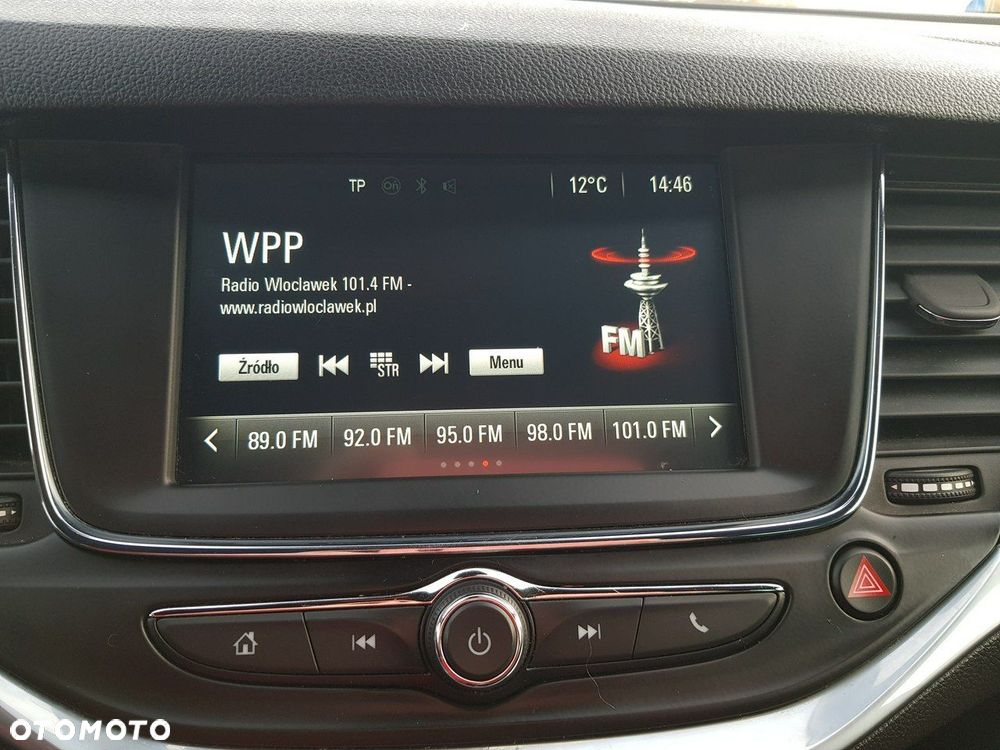 TP
12°C
14:46
WPP
Radio Wloclawek 101.4 FM -
www.radiowloclawek.pl
FM
Źródło
STR
Menu
89.0 FM
92.0 FM
95.0 FM
98.0 FM
101.0 FM
OTOMOTO